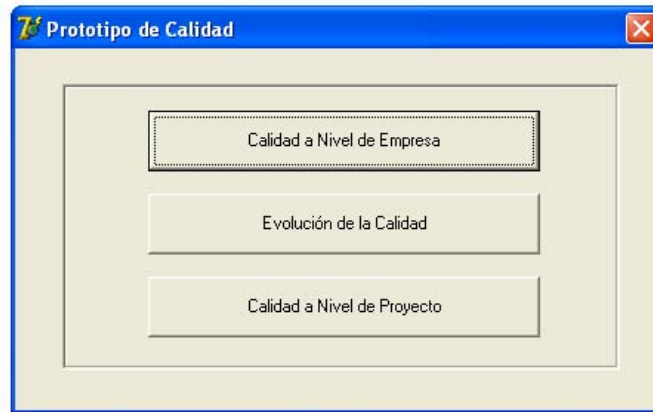 Prototipo de Calidad
Calidad a Nivel de Empresa
Evolución de la Calidad
Calidad a Nivel de Proyecto